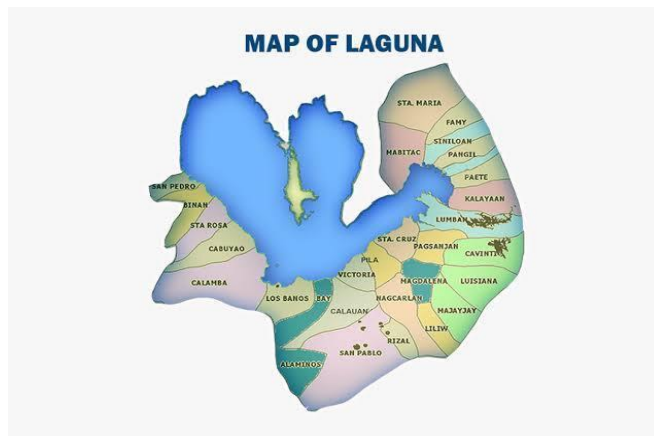 MAP OF LAGUNA
STA. MARIA
FAMY
SINILOAN
MABITAC
PANGIL
PAETE
SAN PEDRO
KALAYAAN
BINAN
LUMBAN
STA ROSA
STA. CRUZ
PAGSANJAN
CABUYAO
CAVINTI
PILA
VICTORIA
CALAMBA
MAGDALENA
LUISIANA
LOS BANOS
BAY
NAGCARLAN
CALAUAN
MAJAYJAY
LILIW
RIZAL
SAN PABLO
ALAMINOS